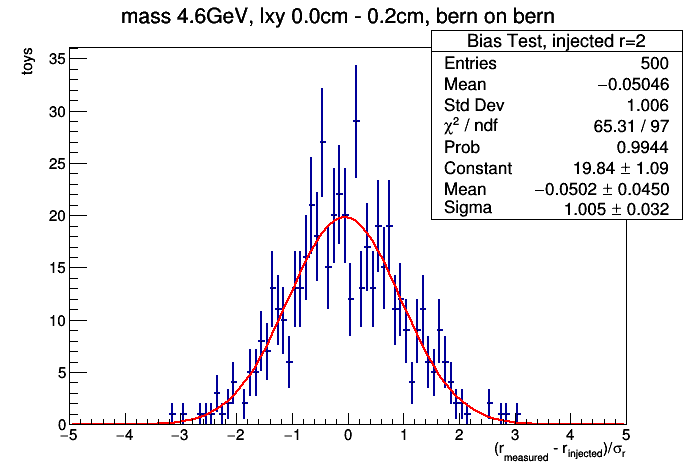 mass 4.6GeV, lxy 0.0cm - 0.2cm, bern on bern
Bias Test, injected r=2
Entries 500
Mean −0.05046
Std Dev 1.006
χ² / ndf 65.31 / 97
Prob 0.9944
Constant 19.84 ± 1.09
Mean −0.0502 ± 0.0450
Sigma 1.005 ± 0.032
toys
35
30
25
20
15
10
5
0
−5 −4 −3 −2 −1 0 1 2 3 4 5
(r_measured - r_injected)/σ_r